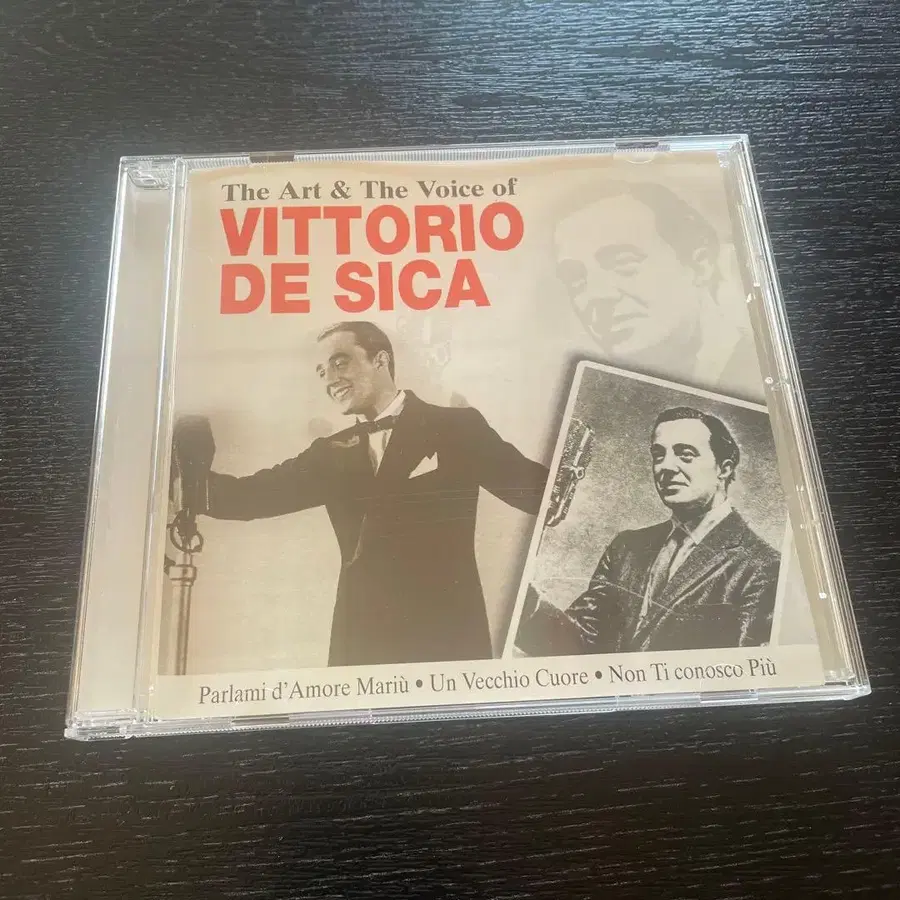 The Art & The Voice of
VITTORIO
DE SICA
Parlami d'Amore Mariù • Un Vecchio Cuore • Non Ti conosco Più